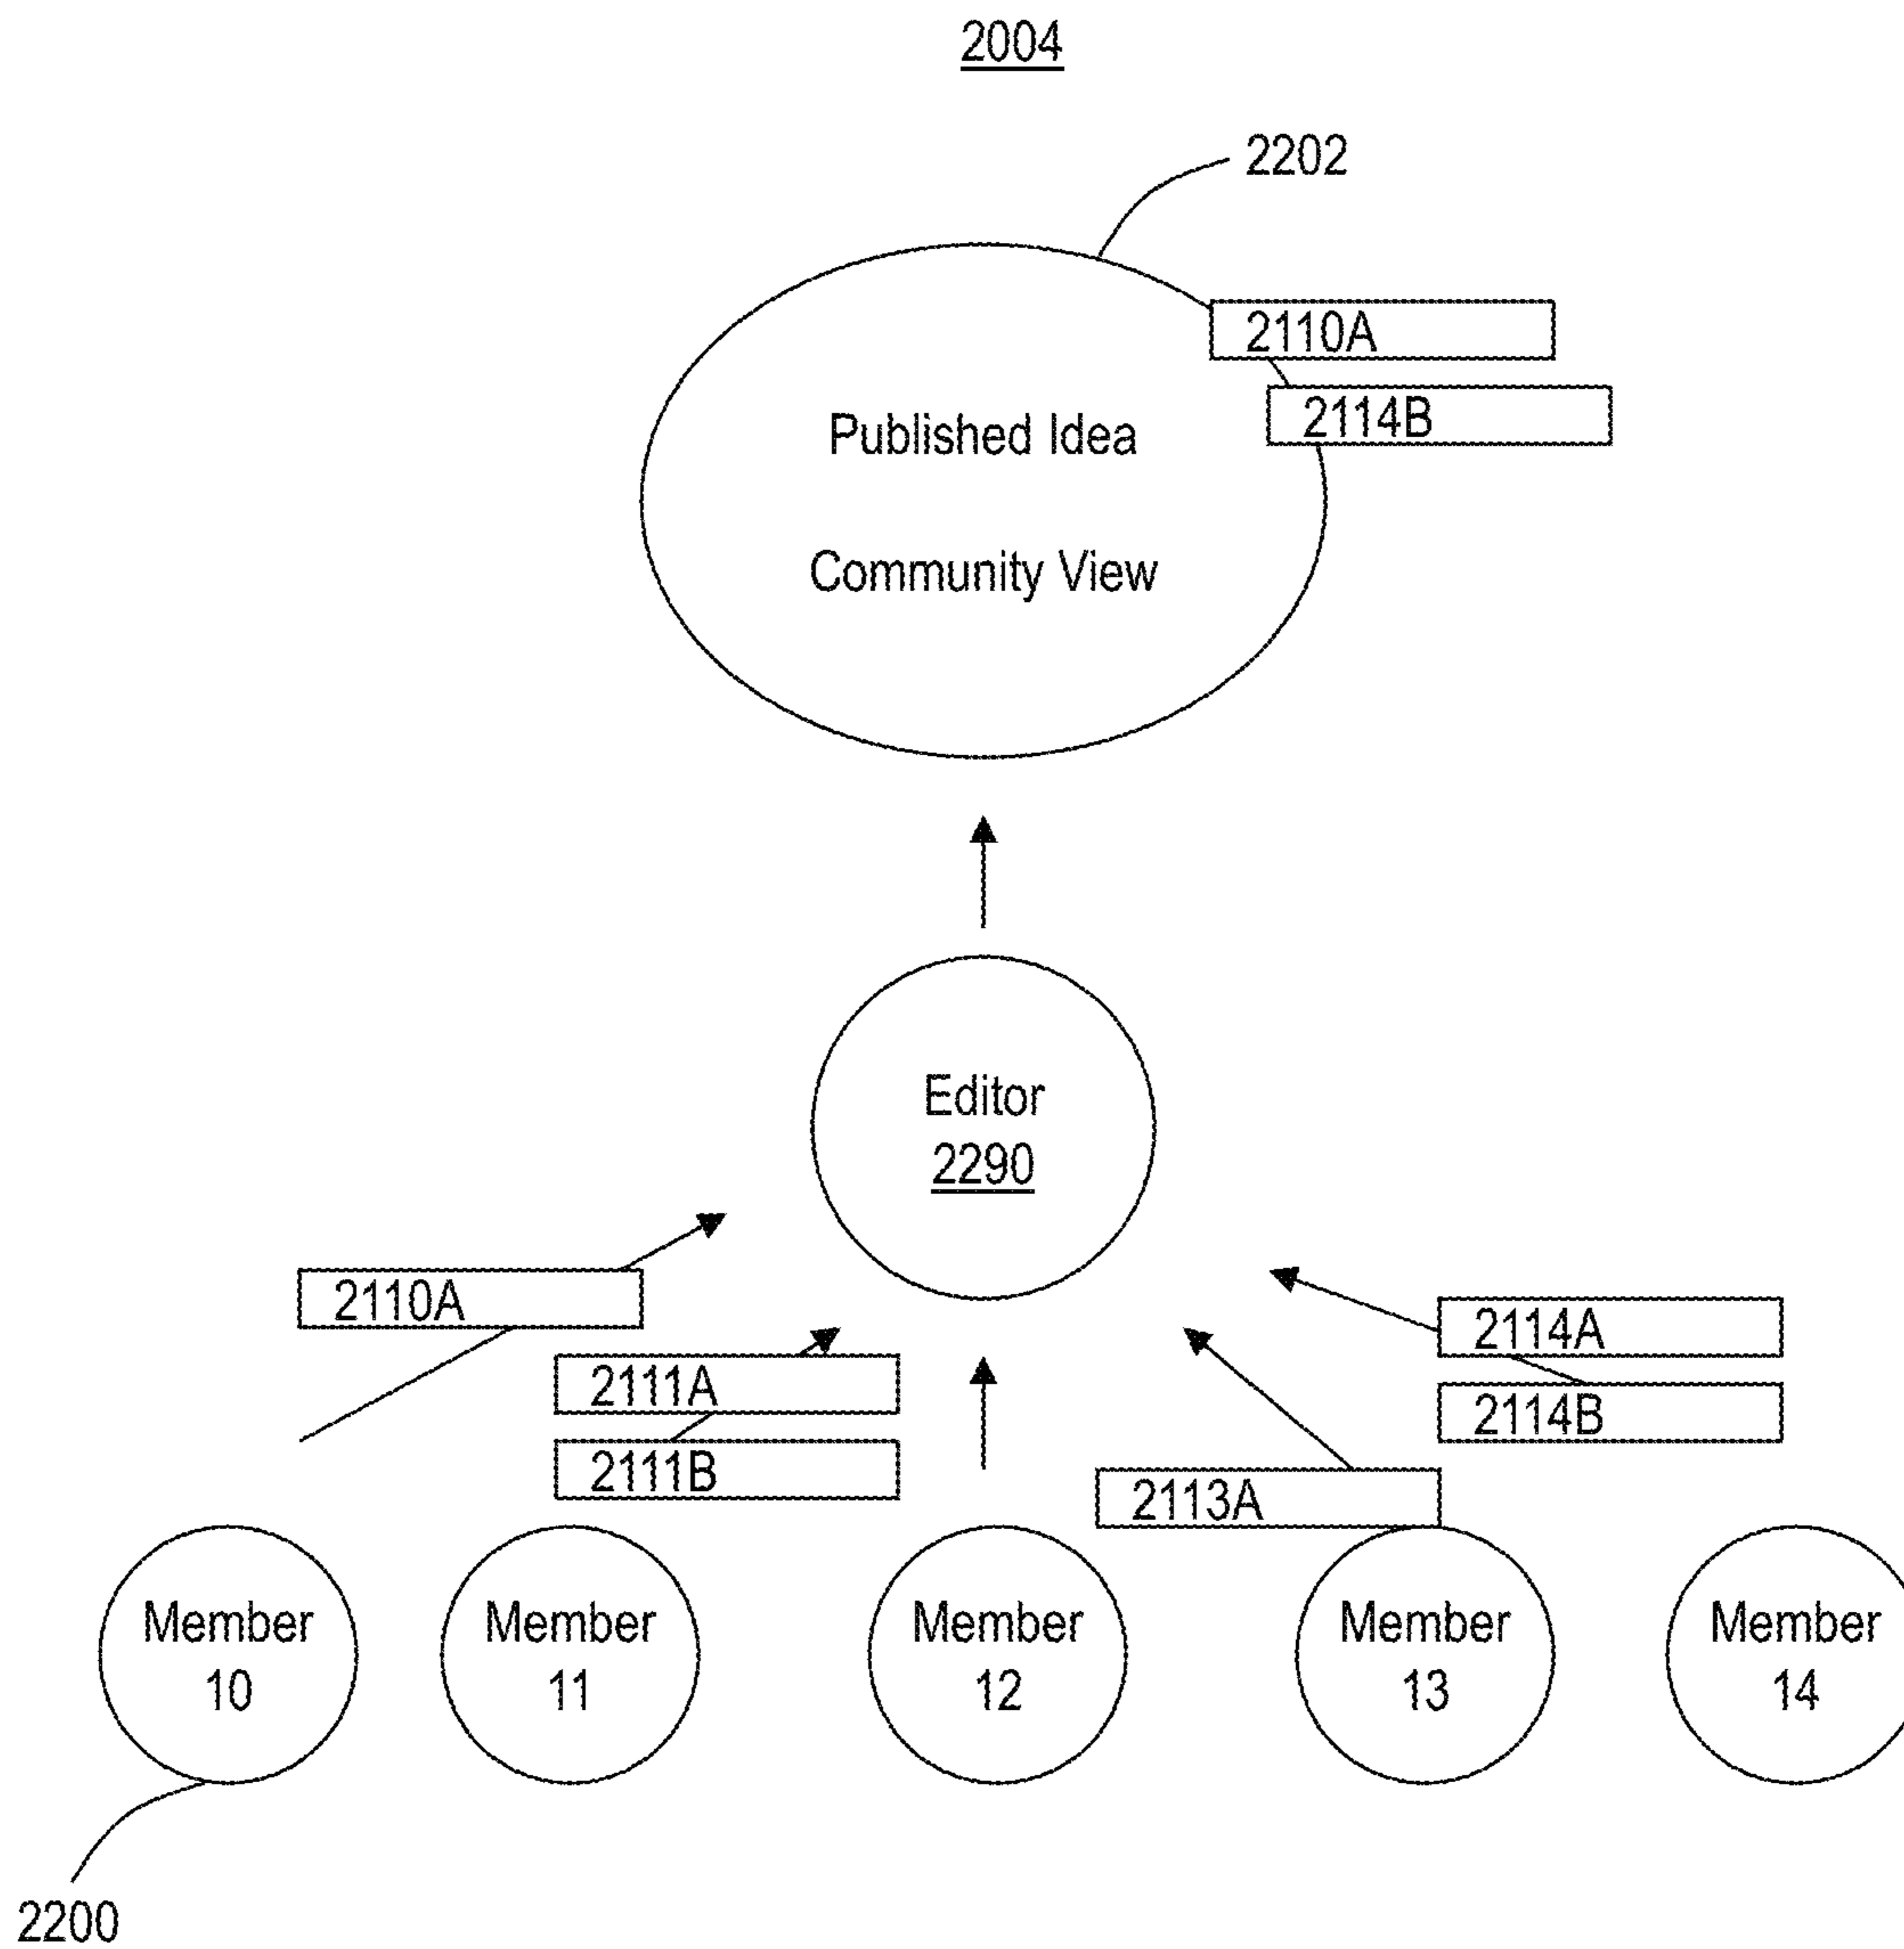 2004
2202
2110A
2114B
Published Idea
Community View
Editor
2290
2110A
2111A
2111B
2113A
2114A
2114B
Member
10
Member
11
Member
12
Member
13
Member
14
2200